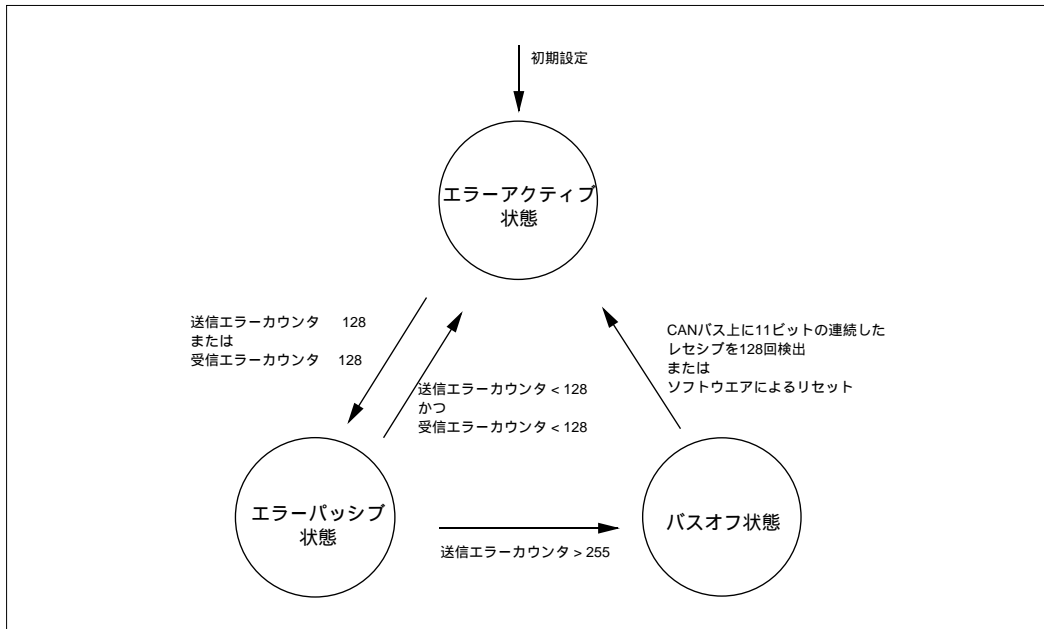 初期設定
エラーアクティブ
状態
送信エラーカウンタ 128
または
受信エラーカウンタ 128
送信エラーカウンタ < 128
かつ
受信エラーカウンタ < 128
CANバス上に11ビットの連続した
レセシブを128回検出
または
ソフトウエアによるリセット
エラーパッシブ
状態
送信エラーカウンタ > 255
バスオフ状態